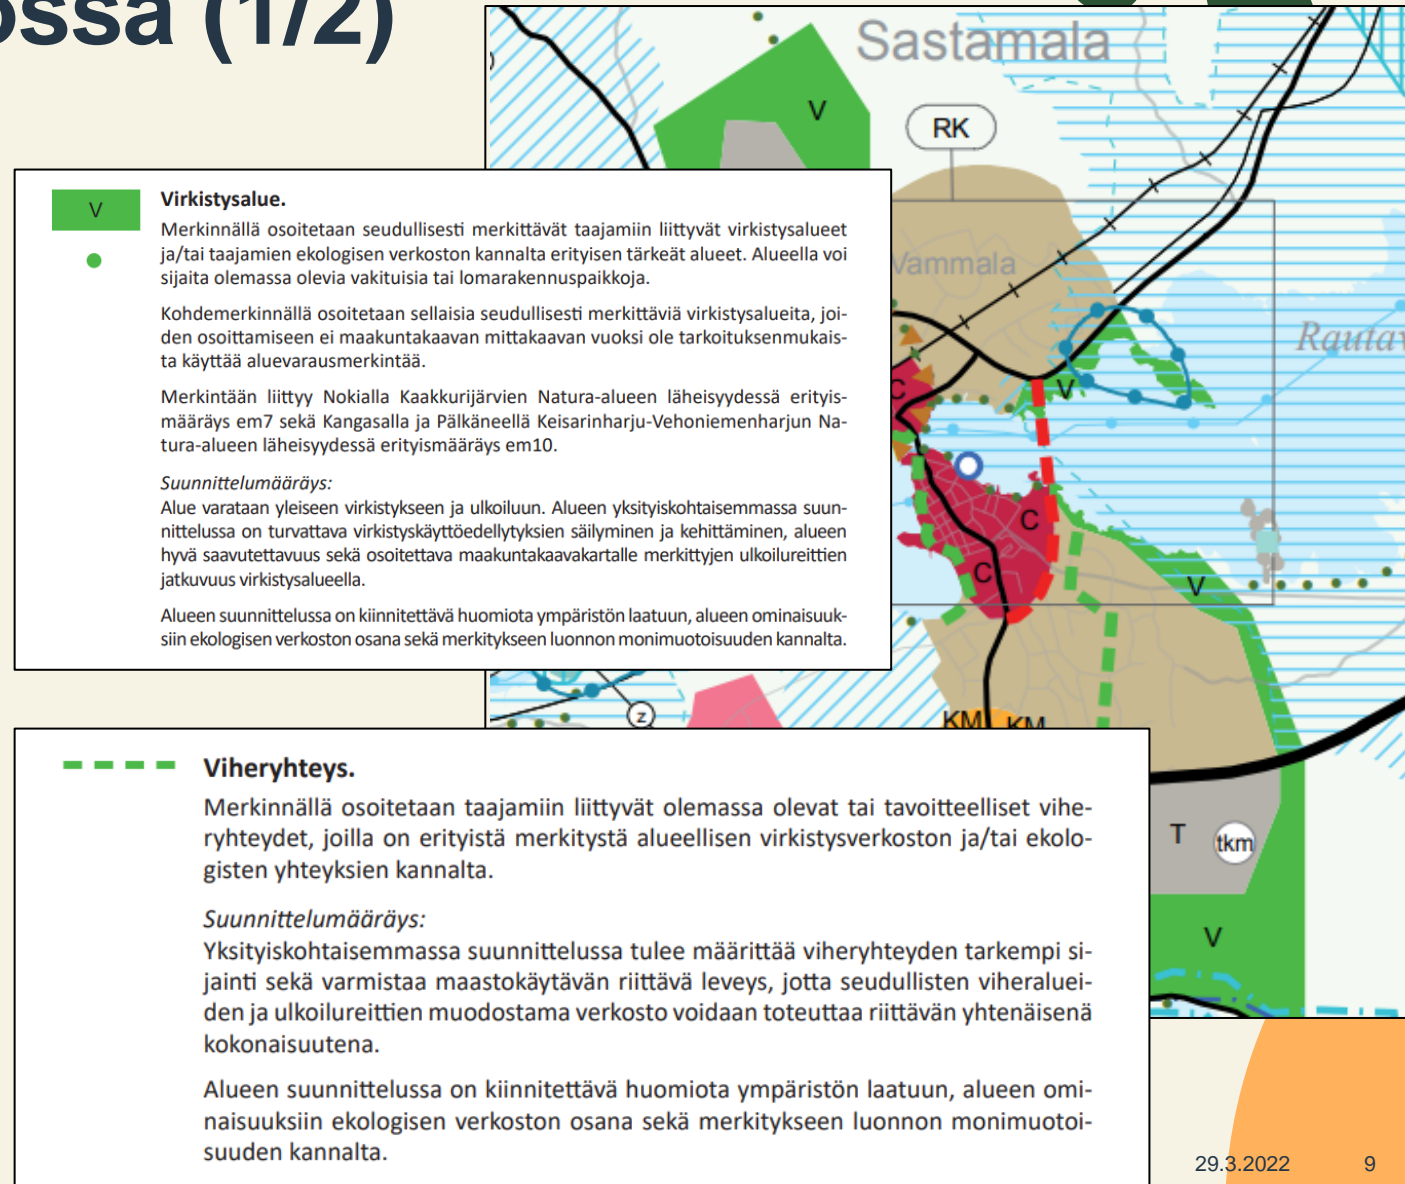 ossa (1/2)
Sastamala
V
RK
Vammala
C
V
C
C
V
z
KM
KM
T
tkm
V
V
Virkistysalue.
Merkinnällä osoitetaan seudullisesti merkittävät taajamiin liittyvät virkistysalueet
ja/tai taajamien ekologisen verkoston kannalta erityisen tärkeät alueet. Alueella voi
sijaita olemassa olevia vakituisia tai lomarakennuspaikkoja.
Kohdemerkinnällä osoitetaan sellaisia seudullisesti merkittäviä virkistysalueita, joi-
den osoittamiseen ei maakuntakaavan mittakaavan vuoksi ole tarkoituksenmukais-
ta käyttää aluevarausmerkintää.
Merkintään liittyy Nokialla Kaakkurijärvien Natura-alueen läheisyydessä erityis-
määräys em7 sekä Kangasalla ja Pälkäneellä Keisarinharju-Vehoniemenharjun Na-
tura-alueen läheisyydessä erityismääräys em10.
Suunnittelumääräys:
Alue varataan yleiseen virkistykseen ja ulkoiluun. Alueen yksityiskohtaisemmassa suun-
nittelussa on turvattava virkistyskäyttöedellytyksien säilyminen ja kehittäminen, alueen
hyvä saavutettavuus sekä osoitettava maakuntakaavakartalle merkittyjen ulkoilureittien
jatkuvuus virkistysalueella.
Alueen suunnittelussa on kiinnitettävä huomiota ympäristön laatuun, alueen ominaisuuk-
siin ekologisen verkoston osana sekä merkitykseen luonnon monimuotoisuuden kannalta.
Viheryhteys.
Merkinnällä osoitetaan taajamiin liittyvät olemassa olevat tai tavoitteelliset vihe-
ryhteydet, joilla on erityistä merkitystä alueellisen virkistysverkoston ja/tai ekolo-
gisten yhteyksien kannalta.
Suunnittelumääräys:
Yksityiskohtaisemmassa suunnittelussa tulee määrittää viheryhteyden tarkempi si-
jainti sekä varmistaa maastokäytävän riittävä leveys, jotta seudullisten viheraluei-
den ja ulkoilureittien muodostama verkosto voidaan toteuttaa riittävän yhtenäisenä
kokonaisuutena.
Alueen suunnittelussa on kiinnitettävä huomiota ympäristön laatuun, alueen omi-
naisuuksiin ekologisen verkoston osana sekä merkitykseen luonnon monimuotoi-
suuden kannalta.
29.3.2022 9